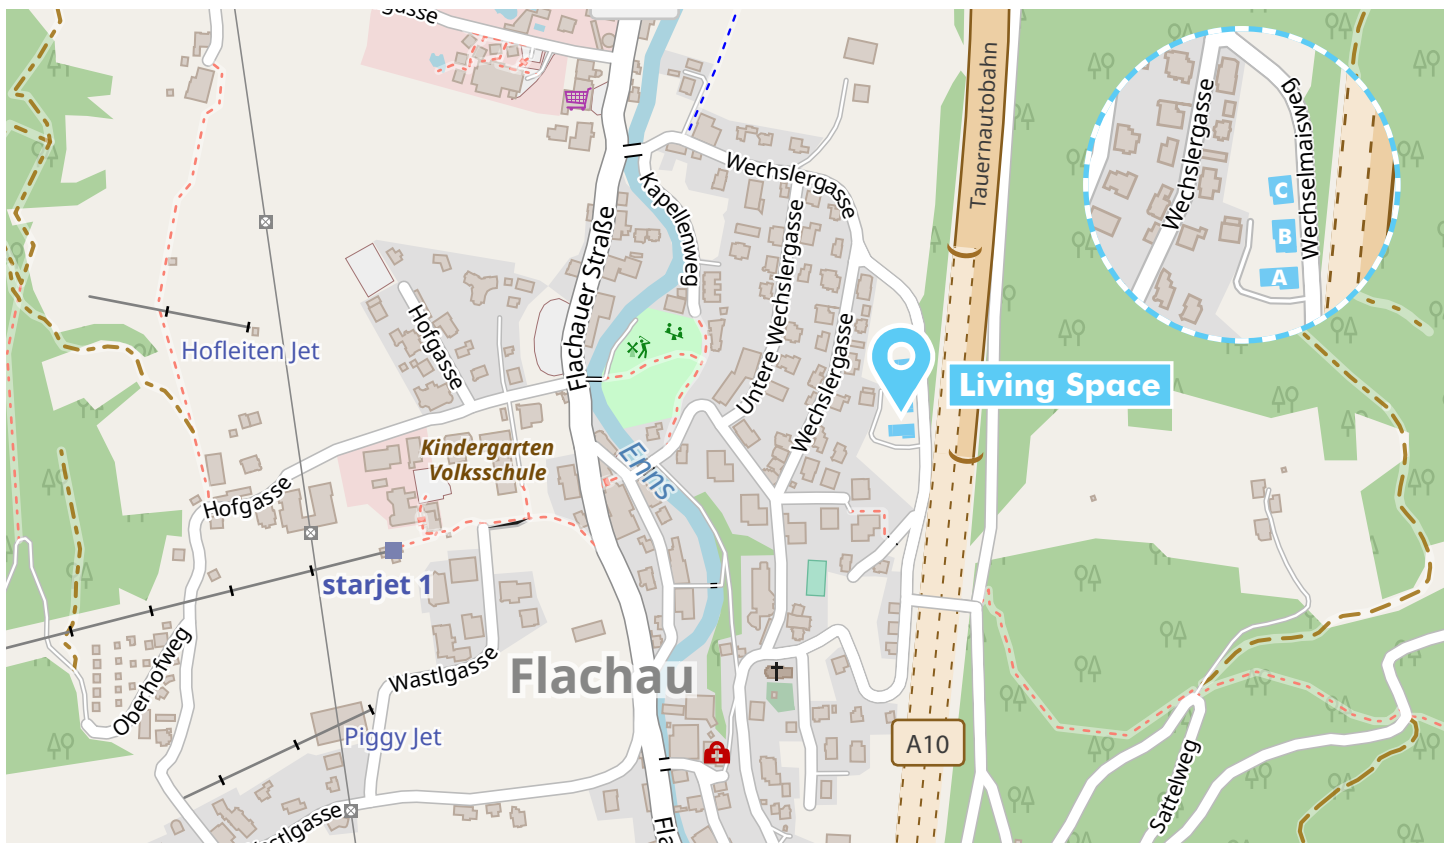 gasse
Tauernautobahn
Wechslergasse
Wechselmaisweg
C
B
A
Wechslergasse
Kapellenweg
Untere Wechslergasse
Flachauer Straße
Hofleiten Jet
Hofgasse
Wechslergasse
Living Space
Kindergarten
Volksschule
Enns
Hofgasse
starjet 1
Oberhofweg
Wastlgasse
Flachau
Piggy Jet
A10
Sattelweg
stlgasse
Fla